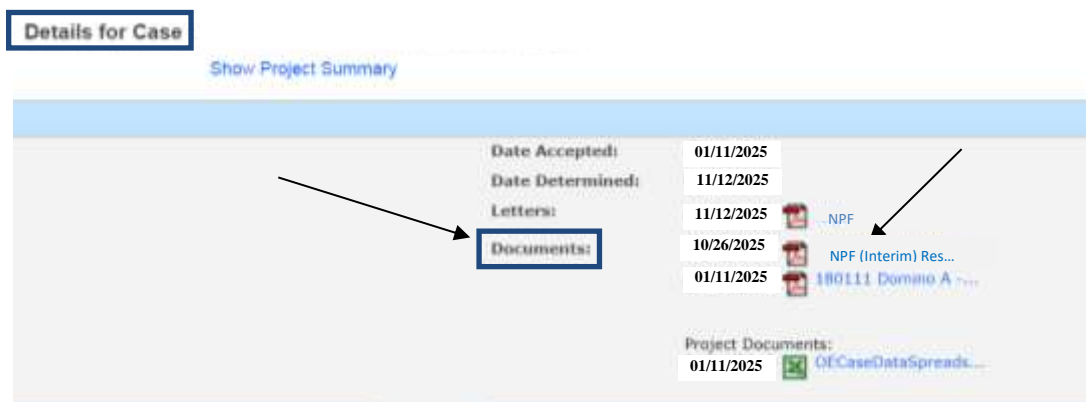 Details for Case
Show Project Summary
Date Accepted: 01/11/2025
Date Determined: 11/12/2025
Letters: 11/12/2025 NPF
Documents: 10/26/2025 NPF (Interim) Res...
01/11/2025 180111 Domino A -...
Project Documents:
01/11/2025 OECaseDataSpreads...